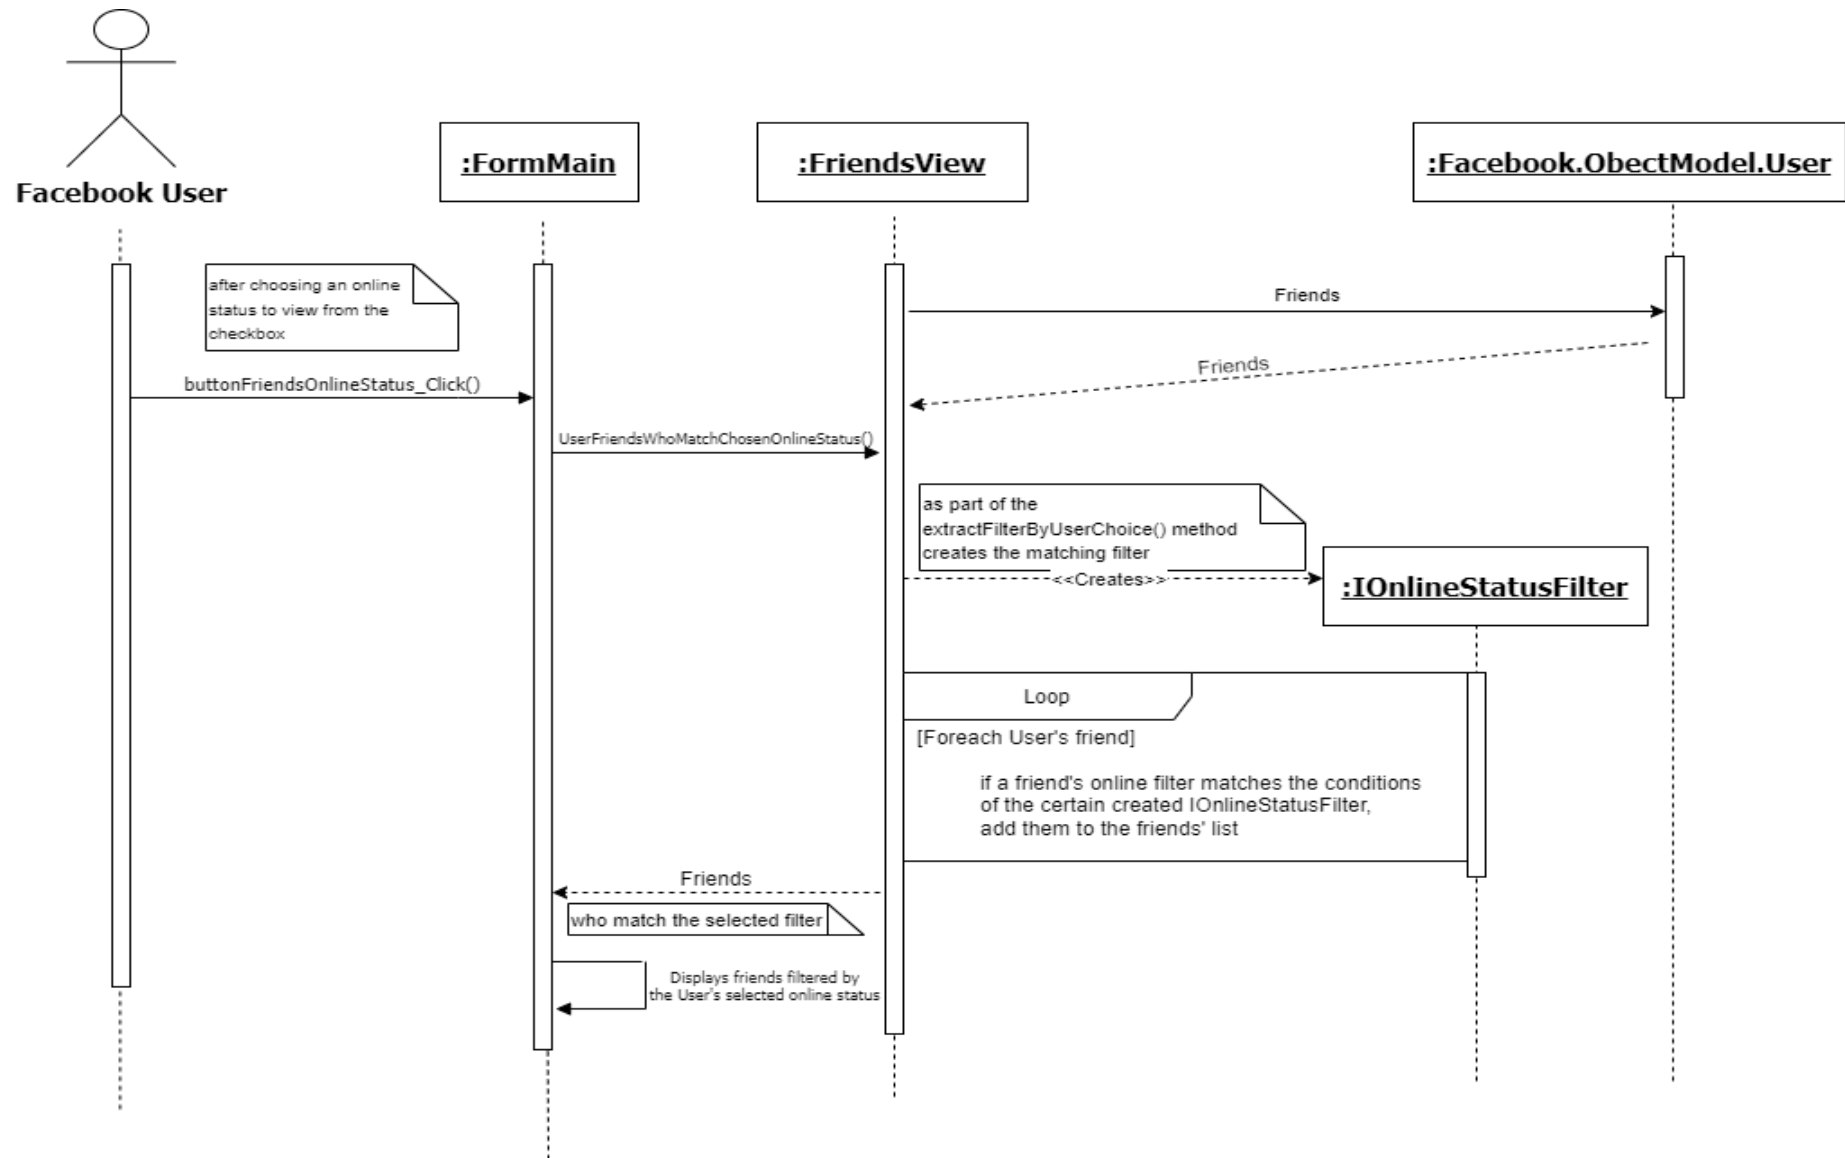 Facebook User
:FormMain
:FriendsView
:Facebook.ObectModel.User
after choosing an online
status to view from the
checkbox
Friends
Friends
buttonFriendsOnlineStatus_Click()
UserFriendsWhoMatchChosenOnlineStatus()
as part of the
extractFilterByUserChoice() method
creates the matching filter
<<Creates>>
:IOnlineStatusFilter
Loop
[Foreach User's friend]
if a friend's online filter matches the conditions
of the certain created IOnlineStatusFilter,
add them to the friends' list
Friends
who match the selected filter
Displays friends filtered by
the User's selected online status